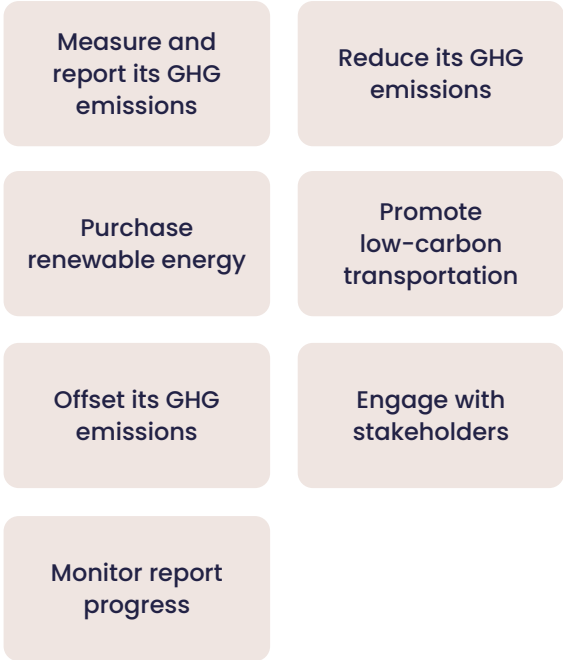 Measure and
report its GHG
emissions
Reduce its GHG
emissions
Purchase
renewable energy
Promote
low-carbon
transportation
Offset its GHG
emissions
Engage with
stakeholders
Monitor report
progress